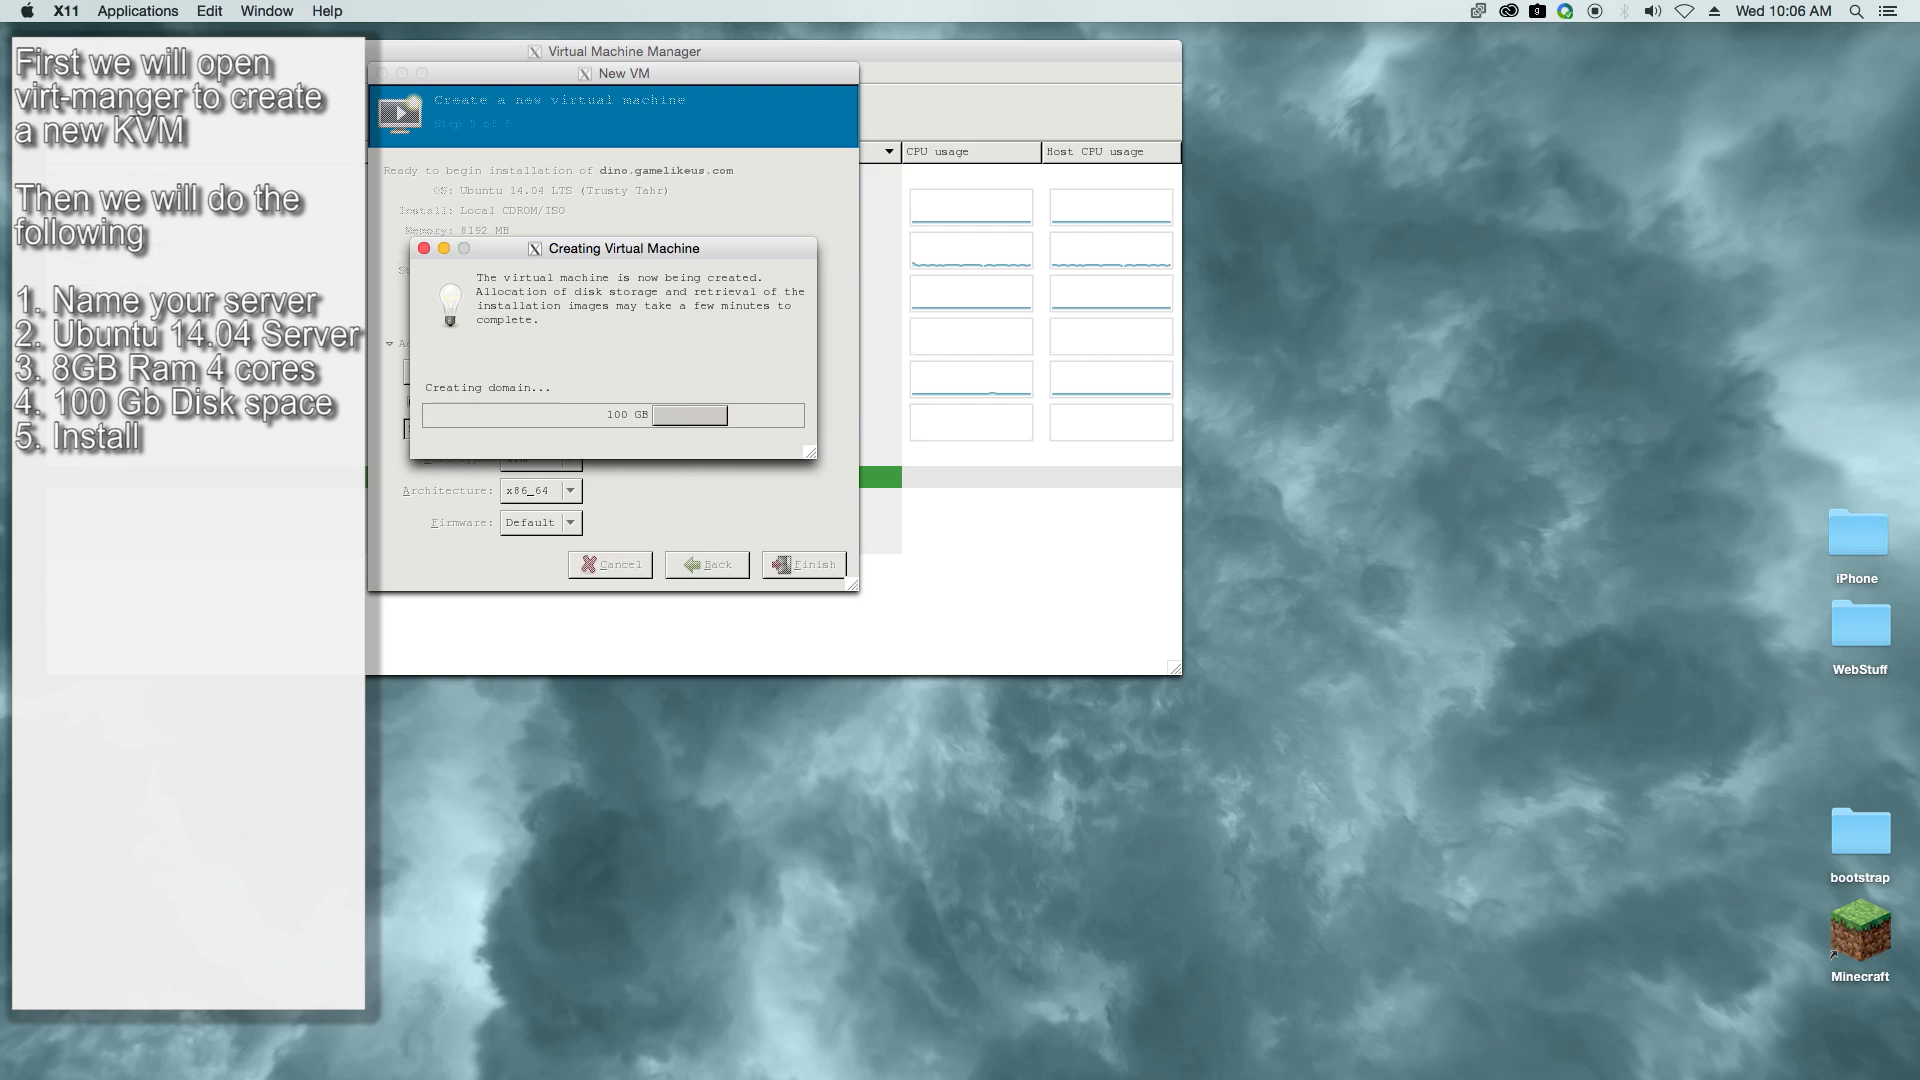 X11 Applications Edit Window Help
Wed 10:06 AM
First we will open
virt-manger to create
a new KVM
Then we will do the
following
1. Name your server
2. Ubuntu 14.04 Server
3. 8GB Ram 4 cores
4. 100 Gb Disk space
5. Install
Virtual Machine Manager
New VM
Create a new virtual machine
Step 5 of 5
CPU usage
Host CPU usage
Ready to begin installation of dino.gamelikeus.com
OS: Ubuntu 14.04 LTS (Trusty Tahr)
Install: Local CDROM/ISO
Memory: 8192 MB
Creating Virtual Machine
The virtual machine is now being created.
Allocation of disk storage and retrieval of the
installation images may take a few minutes to
complete.
Creating domain...
100 GB
Architecture: x86_64
Firmware: Default
Cancel Back Finish
iPhone
WebStuff
bootstrap
Minecraft